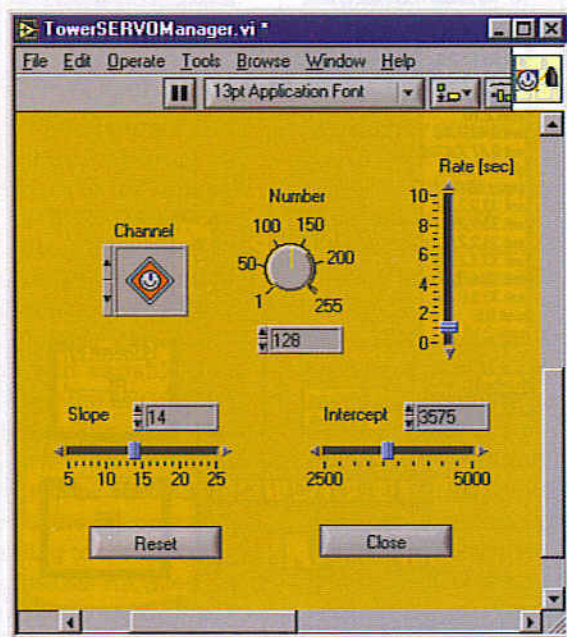 TowerSERVOManager.vi *
File Edit Operate Tools Browse Window Help
13pt Application Font
Rate [sec]
Number
Channel
100 150
50 200
1 255
128
10
8
6
4
2
0
Slope 14
Intercept 3575
5 10 15 20 25
2500 5000
Reset
Close